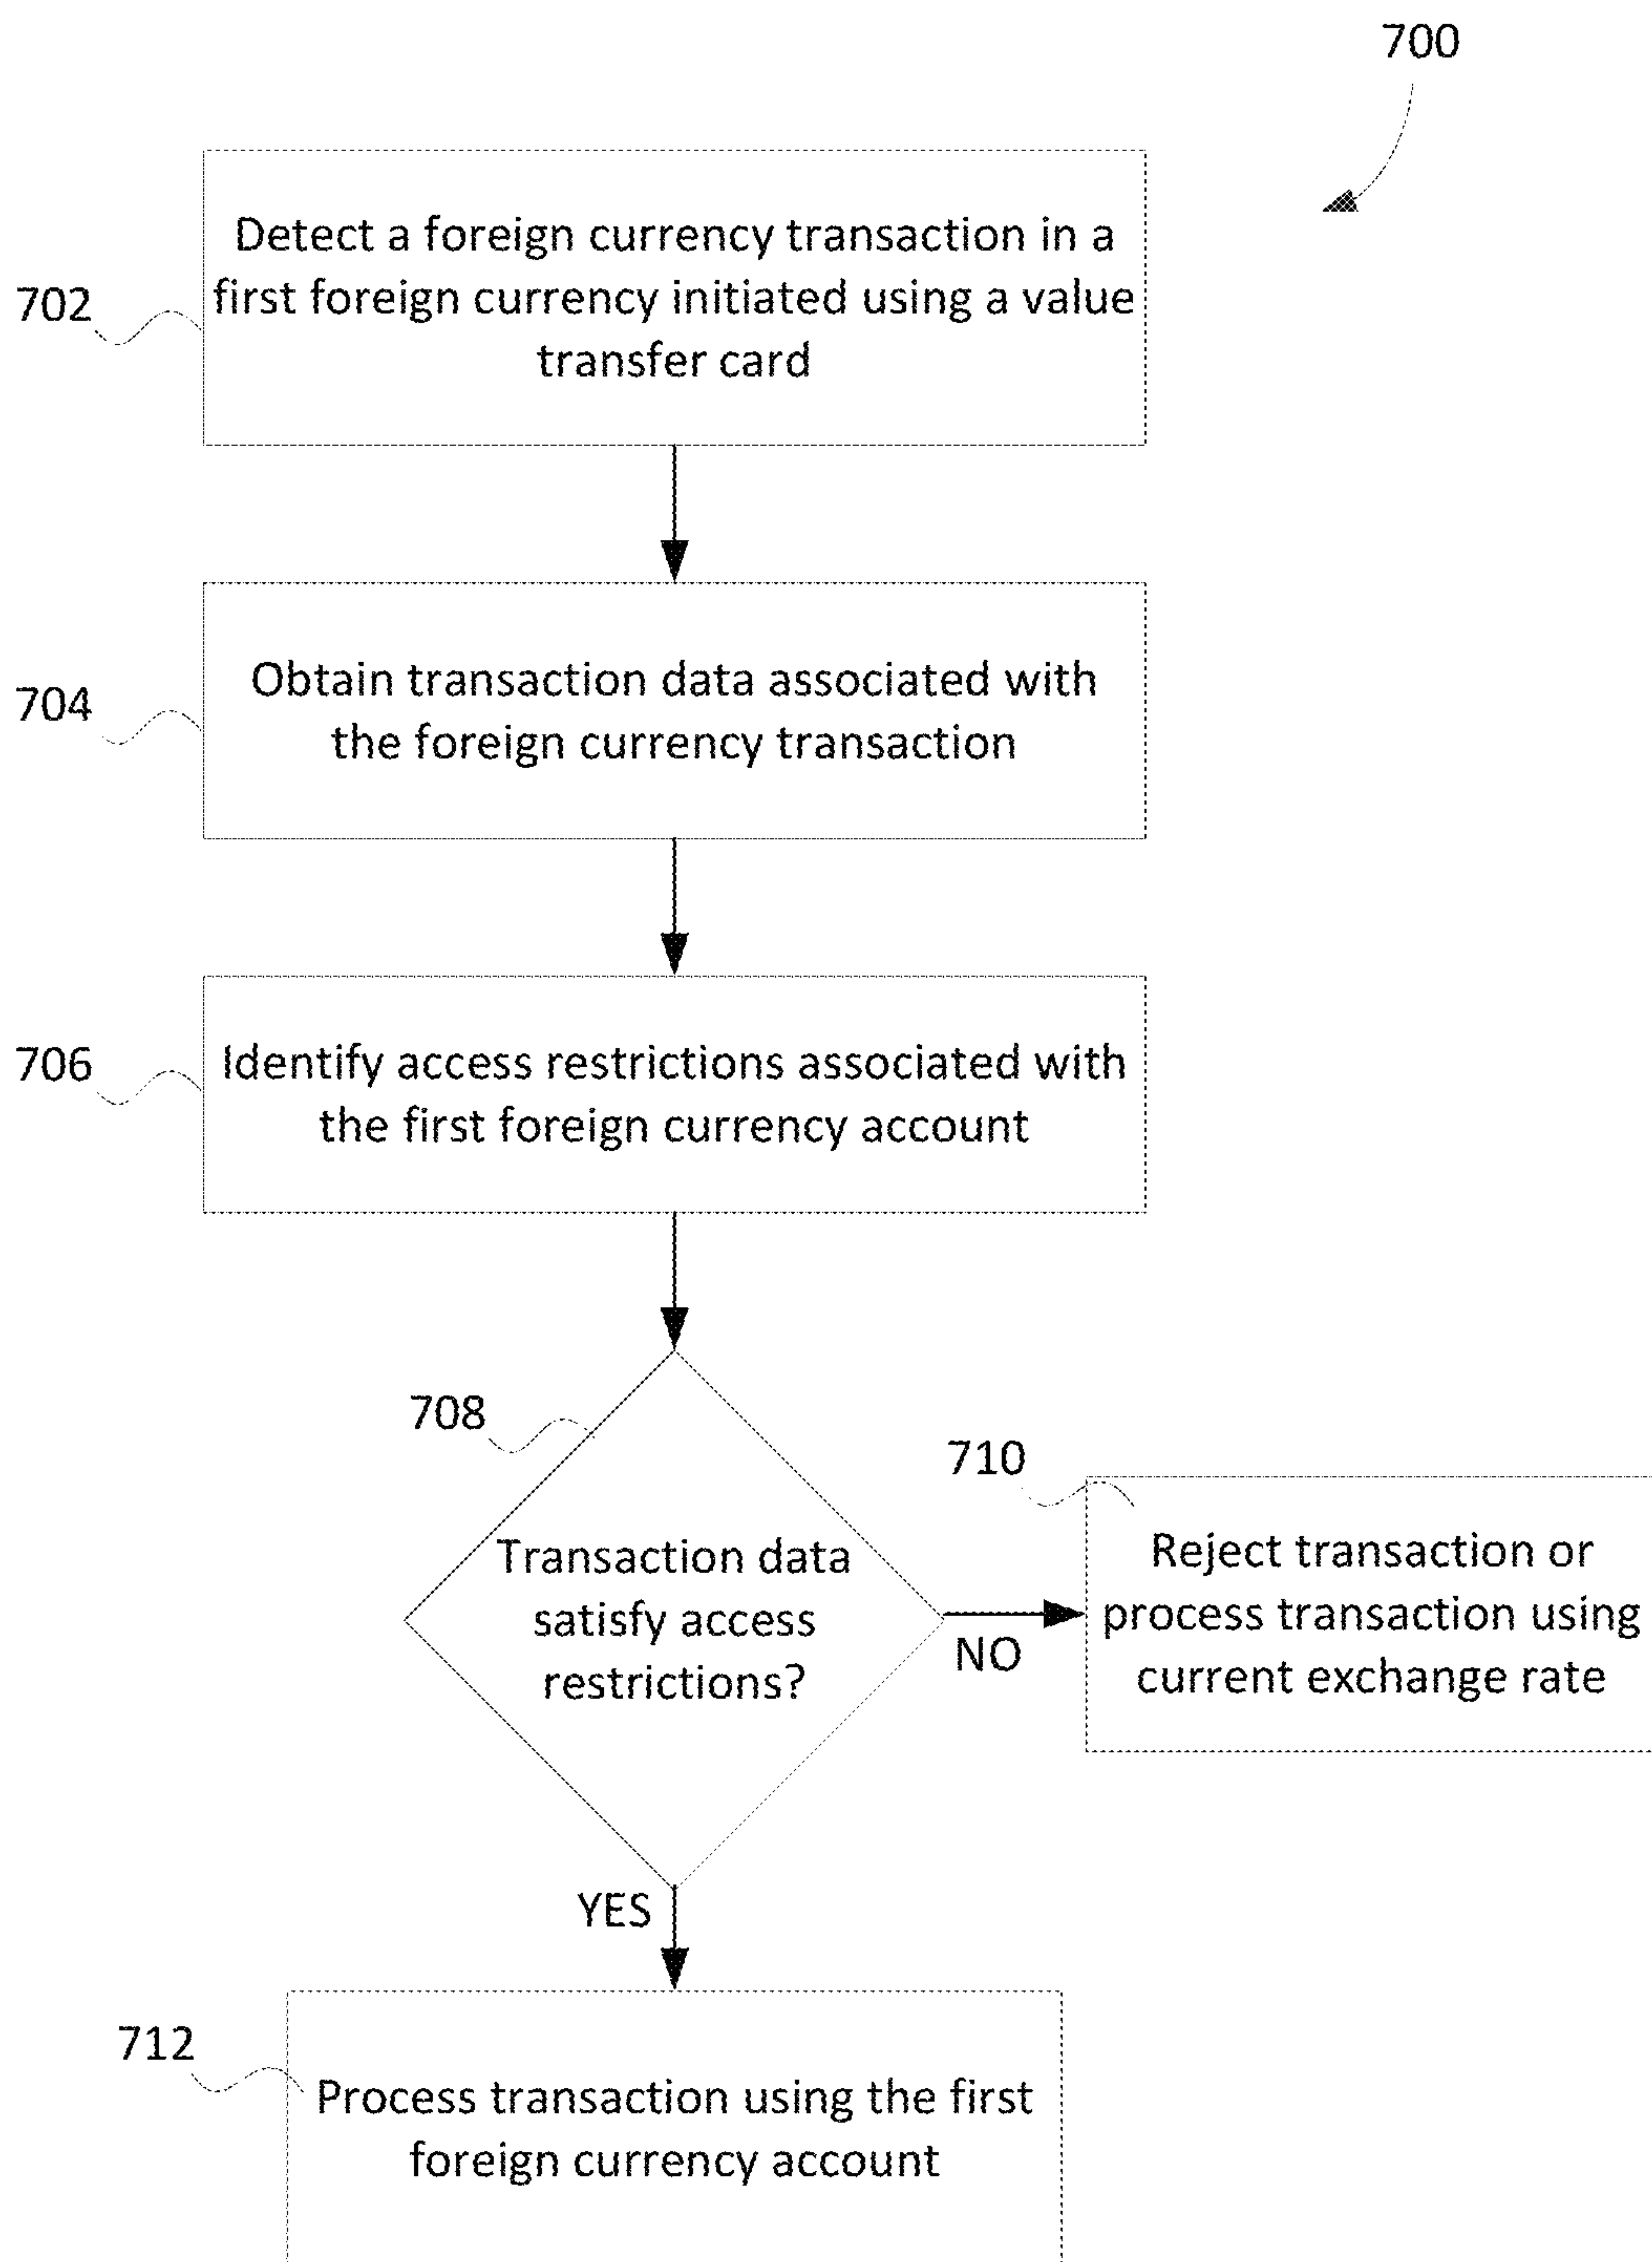 700
702
Detect a foreign currency transaction in a
first foreign currency initiated using a value
transfer card
704
Obtain transaction data associated with
the foreign currency transaction
706
Identify access restrictions associated with
the first foreign currency account
708
Transaction data
satisfy access
restrictions?
NO
710
Reject transaction or
process transaction using
current exchange rate
YES
712
Process transaction using the first
foreign currency account